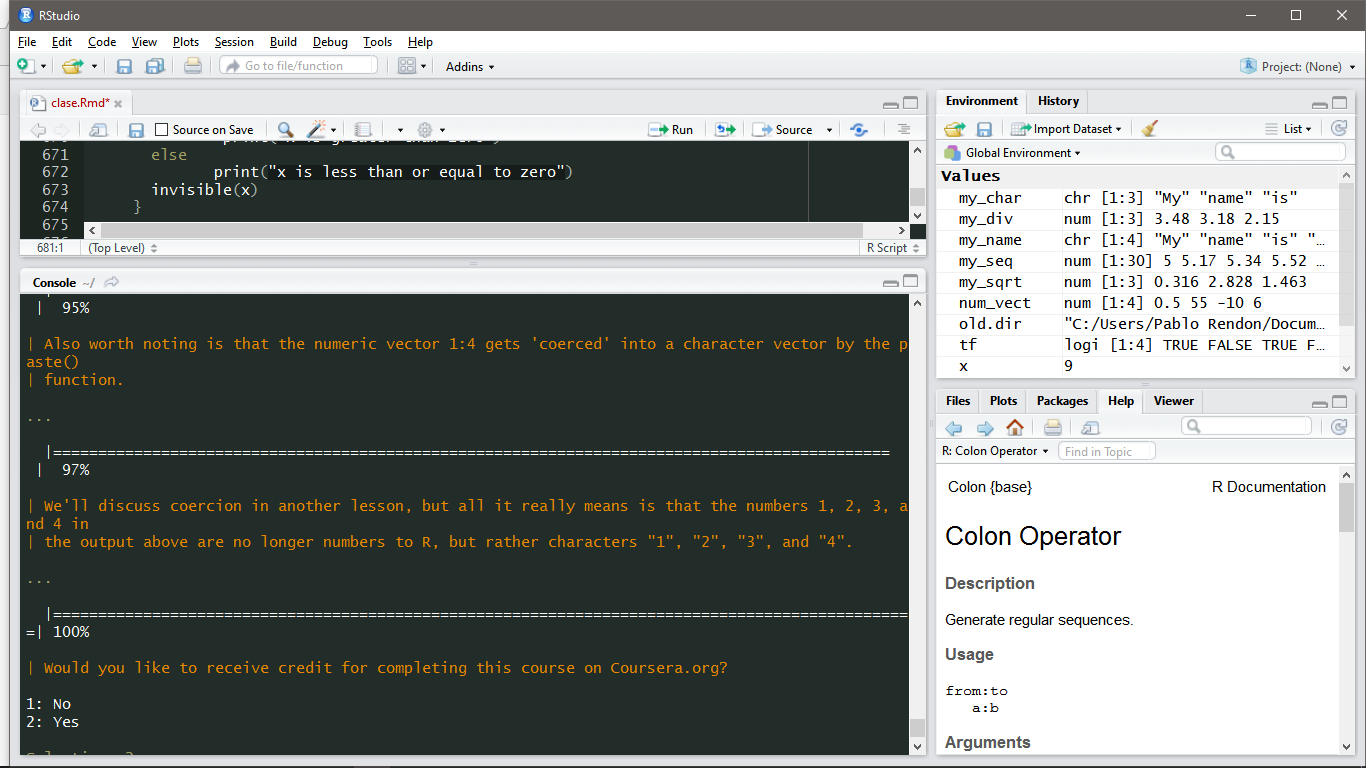 RStudio
File Edit Code View Plots Session Build Debug Tools Help
Go to file/function Addins Project: (None)
clase.Rmd*
Source on Save Run Source
671 else
672 print("x is less than or equal to zero")
673 invisible(x)
674 }
675
681:1 (Top Level) R Script
Console ~/
| 95%
| Also worth noting is that the numeric vector 1:4 gets 'coerced' into a character vector by the p
aste()
| function.
...
|=============================================================================================
| 97%
| We'll discuss coercion in another lesson, but all it really means is that the numbers 1, 2, 3, a
nd 4 in
| the output above are no longer numbers to R, but rather characters "1", "2", "3", and "4".
...
|===============================================================================================
=| 100%
| Would you like to receive credit for completing this course on Coursera.org?
1: No
2: Yes
Environment History
Import Dataset List
Global Environment
Values
my_char chr [1:3] "My" "name" "is"
my_div num [1:3] 3.48 3.18 2.15
my_name chr [1:4] "My" "name" "is" "…
my_seq num [1:30] 5 5.17 5.34 5.52 …
my_sqrt num [1:3] 0.316 2.828 1.463
num_vect num [1:4] 0.5 55 -10 6
old.dir "C:/Users/Pablo Rendon/Docum…
tf logi [1:4] TRUE FALSE TRUE F…
x 9
Files Plots Packages Help Viewer
R: Colon Operator Find in Topic
Colon {base} R Documentation
Colon Operator
Description
Generate regular sequences.
Usage
from:to
a:b
Arguments